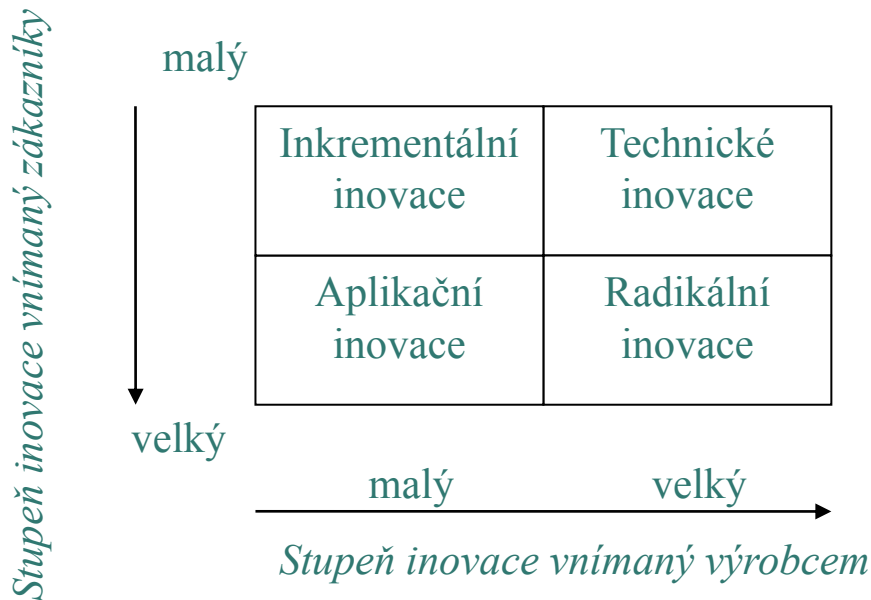 Stupeň inovace vnímaný zákazníky
malý
Inkrementální
inovace
Technické
inovace
Aplikační
inovace
Radikální
inovace
velký
malý
velký
Stupeň inovace vnímaný výrobcem